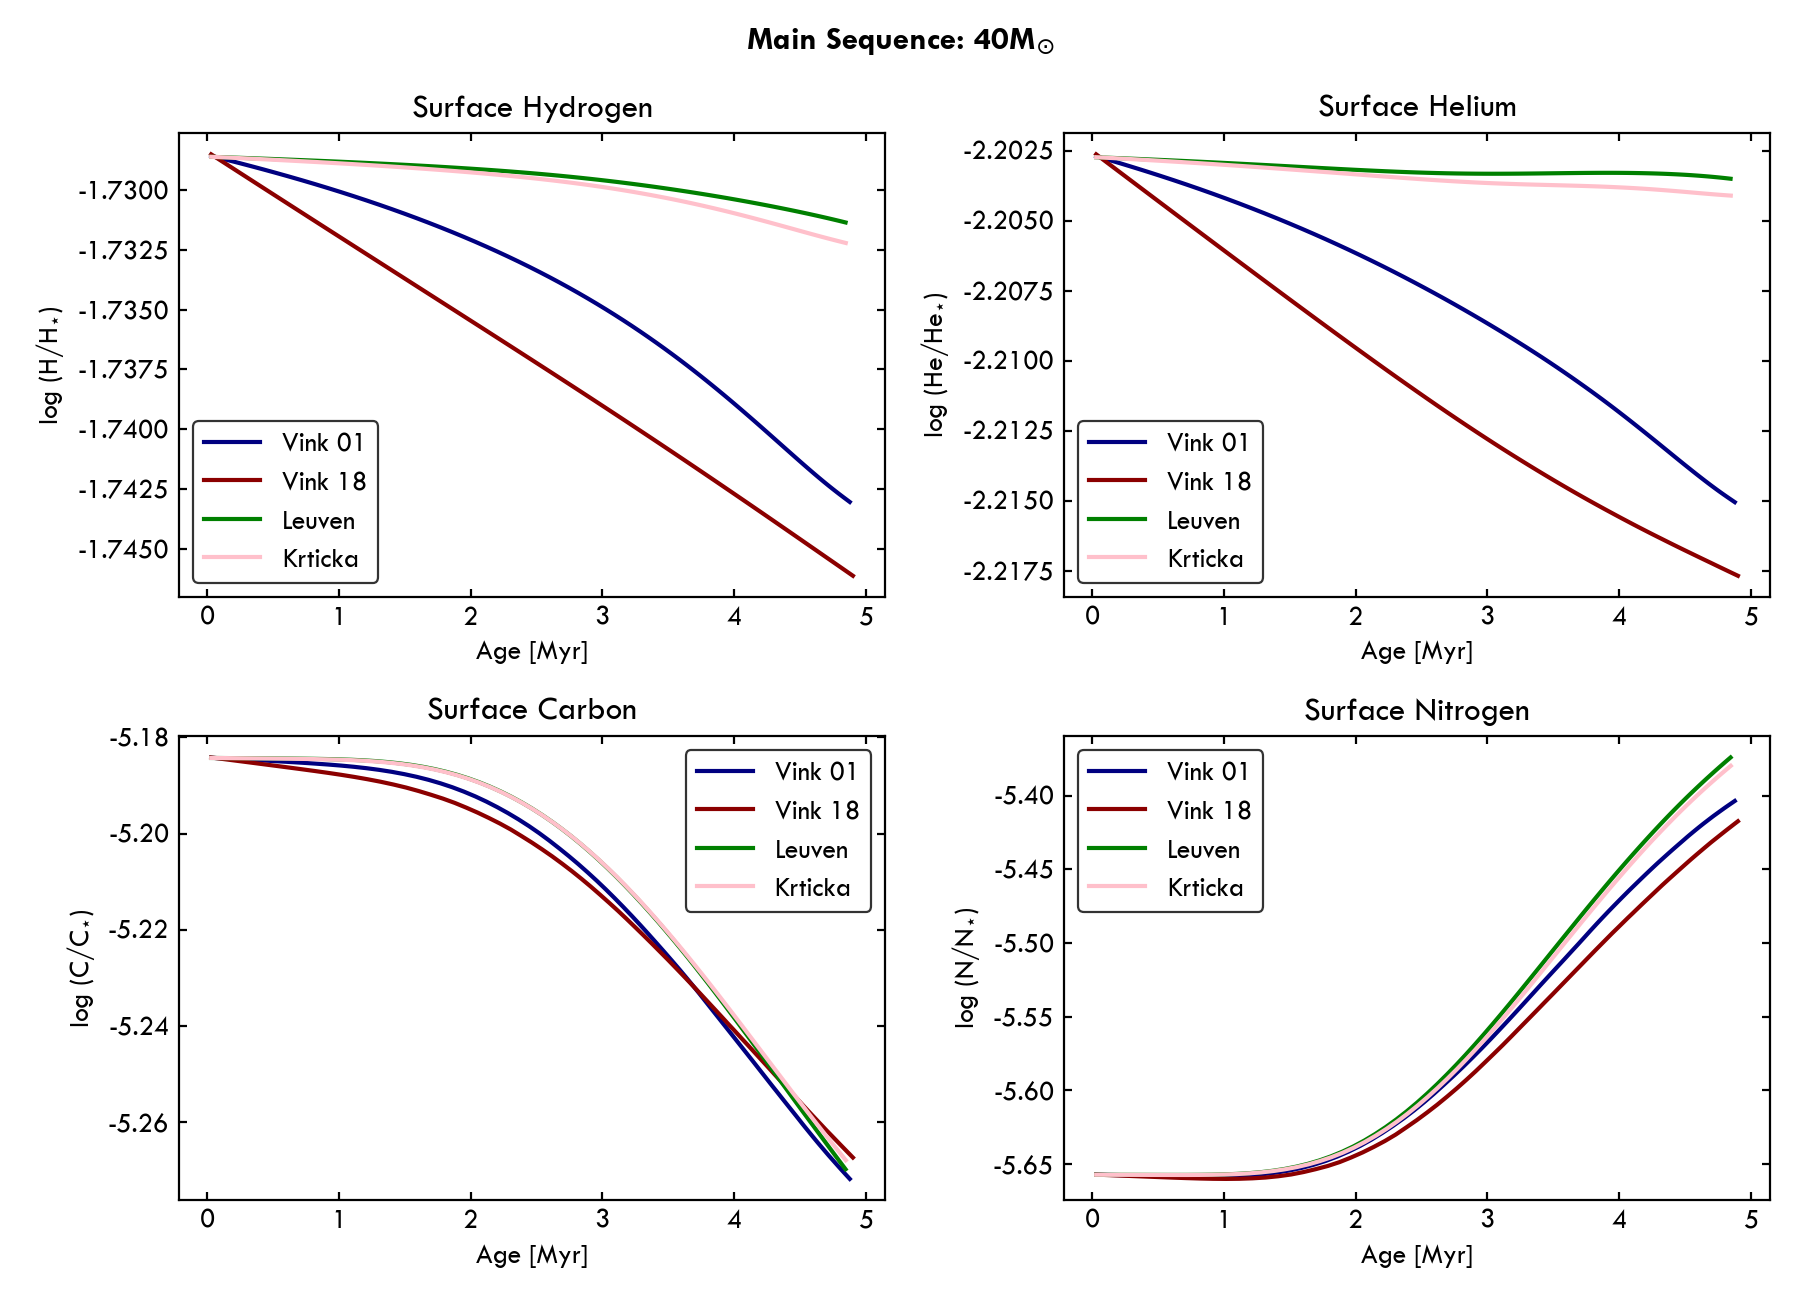 Main Sequence: 40M⊙
Surface Hydrogen
log (H/H⋆)
-1.7300
-1.7325
-1.7350
-1.7375
-1.7400
-1.7425
-1.7450
Vink 01
Vink 18
Leuven
Krticka
0 1 2 3 4 5
Age [Myr]
Surface Helium
log (He/He⋆)
-2.2025
-2.2050
-2.2075
-2.2100
-2.2125
-2.2150
-2.2175
Vink 01
Vink 18
Leuven
Krticka
0 1 2 3 4 5
Age [Myr]
Surface Carbon
log (C/C⋆)
-5.18
-5.20
-5.22
-5.24
-5.26
Vink 01
Vink 18
Leuven
Krticka
0 1 2 3 4 5
Age [Myr]
Surface Nitrogen
log (N/N⋆)
-5.40
-5.45
-5.50
-5.55
-5.60
-5.65
Vink 01
Vink 18
Leuven
Krticka
0 1 2 3 4 5
Age [Myr]